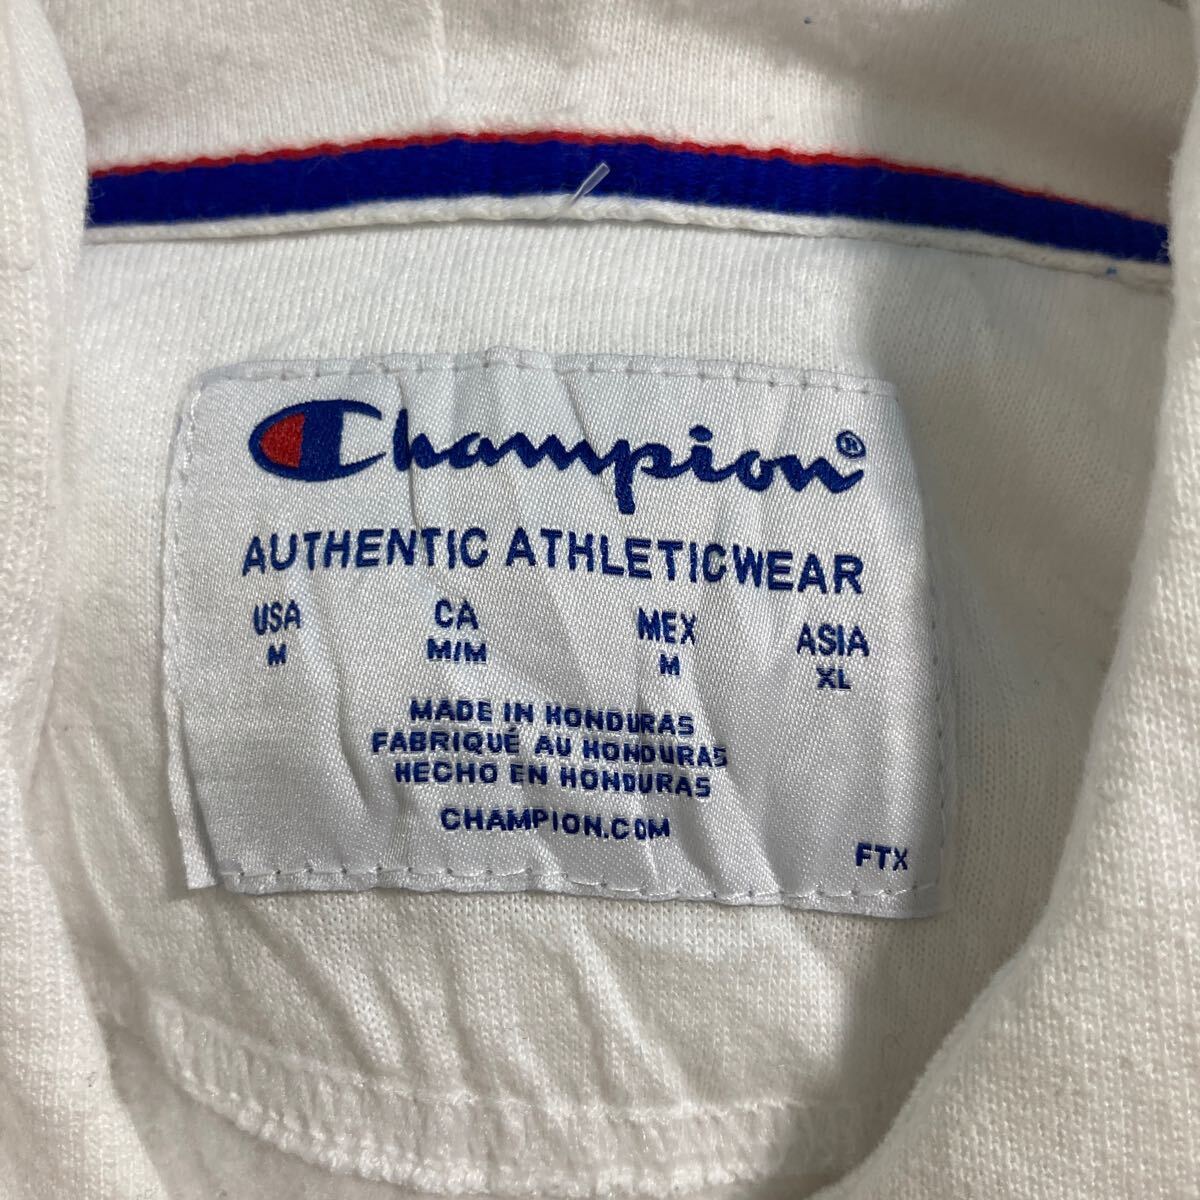 Champion®
AUTHENTIC ATHLETICWEAR
USA CA MEX ASIA
M M/M M XL
MADE IN HONDURAS
FABRIQUÉ AU HONDURAS
HECHO EN HONDURAS
CHAMPION.COM
FTX